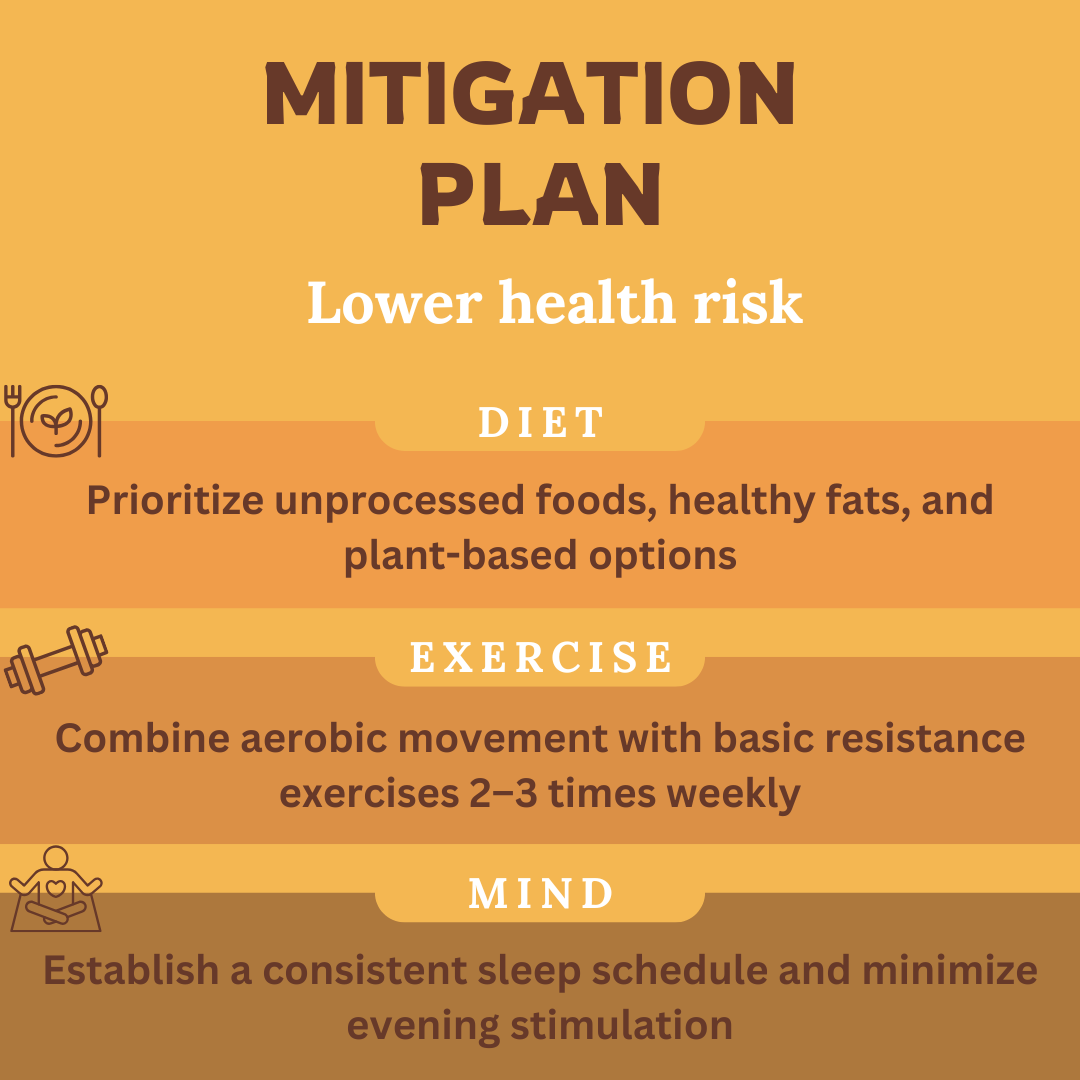 MITIGATION
PLAN
Lower health risk
DIET
Prioritize unprocessed foods, healthy fats, and
plant-based options
EXERCISE
Combine aerobic movement with basic resistance
exercises 2–3 times weekly
MIND
Establish a consistent sleep schedule and minimize
evening stimulation